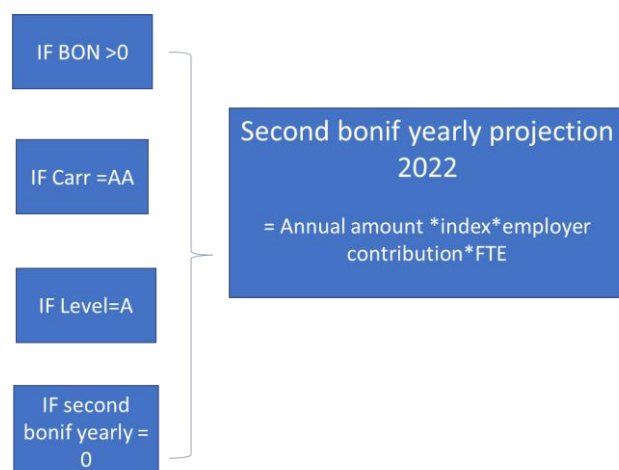 IF BON >0
IF Carr =AA
IF Level=A
IF second
bonif yearly =
0
Second bonif yearly projection
2022
= Annual amount *index*employer
contribution*FTE